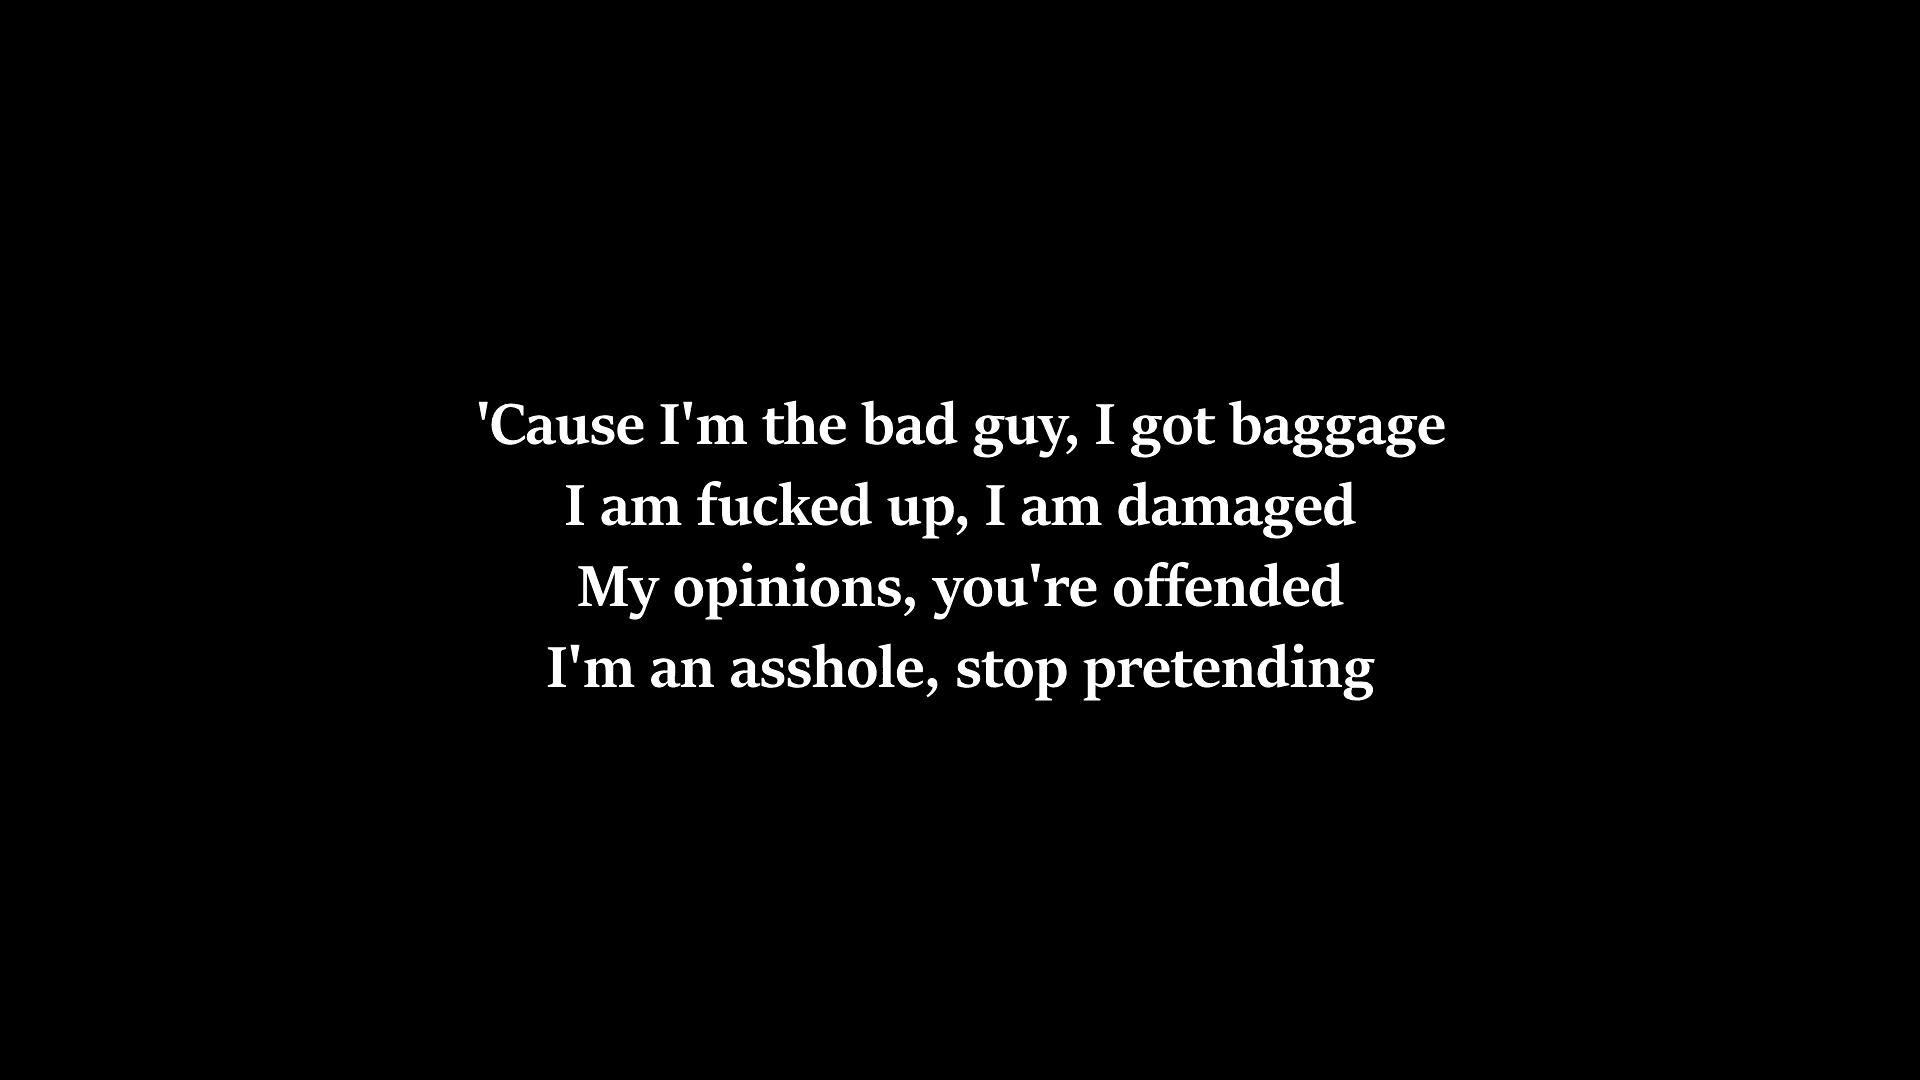 'Cause I'm the bad guy, I got baggage
I am fucked up, I am damaged
My opinions, you're offended
I'm an asshole, stop pretending